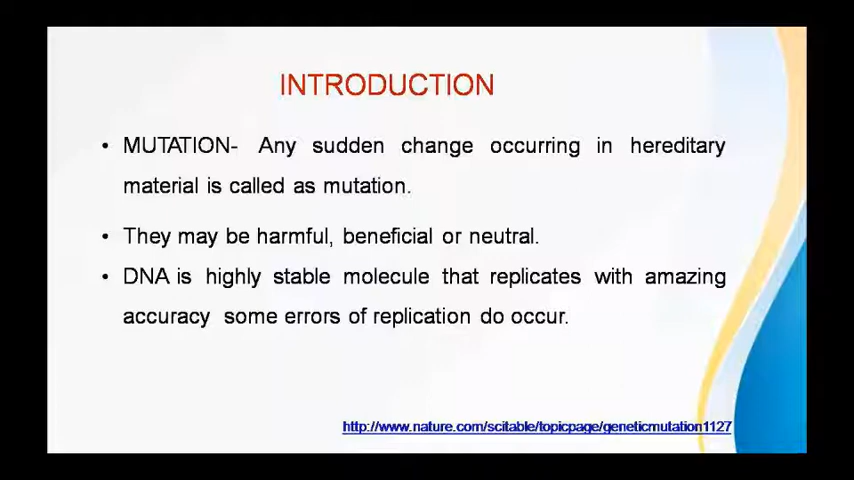 INTRODUCTION
• MUTATION- Any sudden change occurring in hereditary
material is called as mutation.
• They may be harmful, beneficial or neutral.
• DNA is highly stable molecule that replicates with amazing
accuracy some errors of replication do occur.
http://www.nature.com/scitable/topicpage/geneticmutation1127